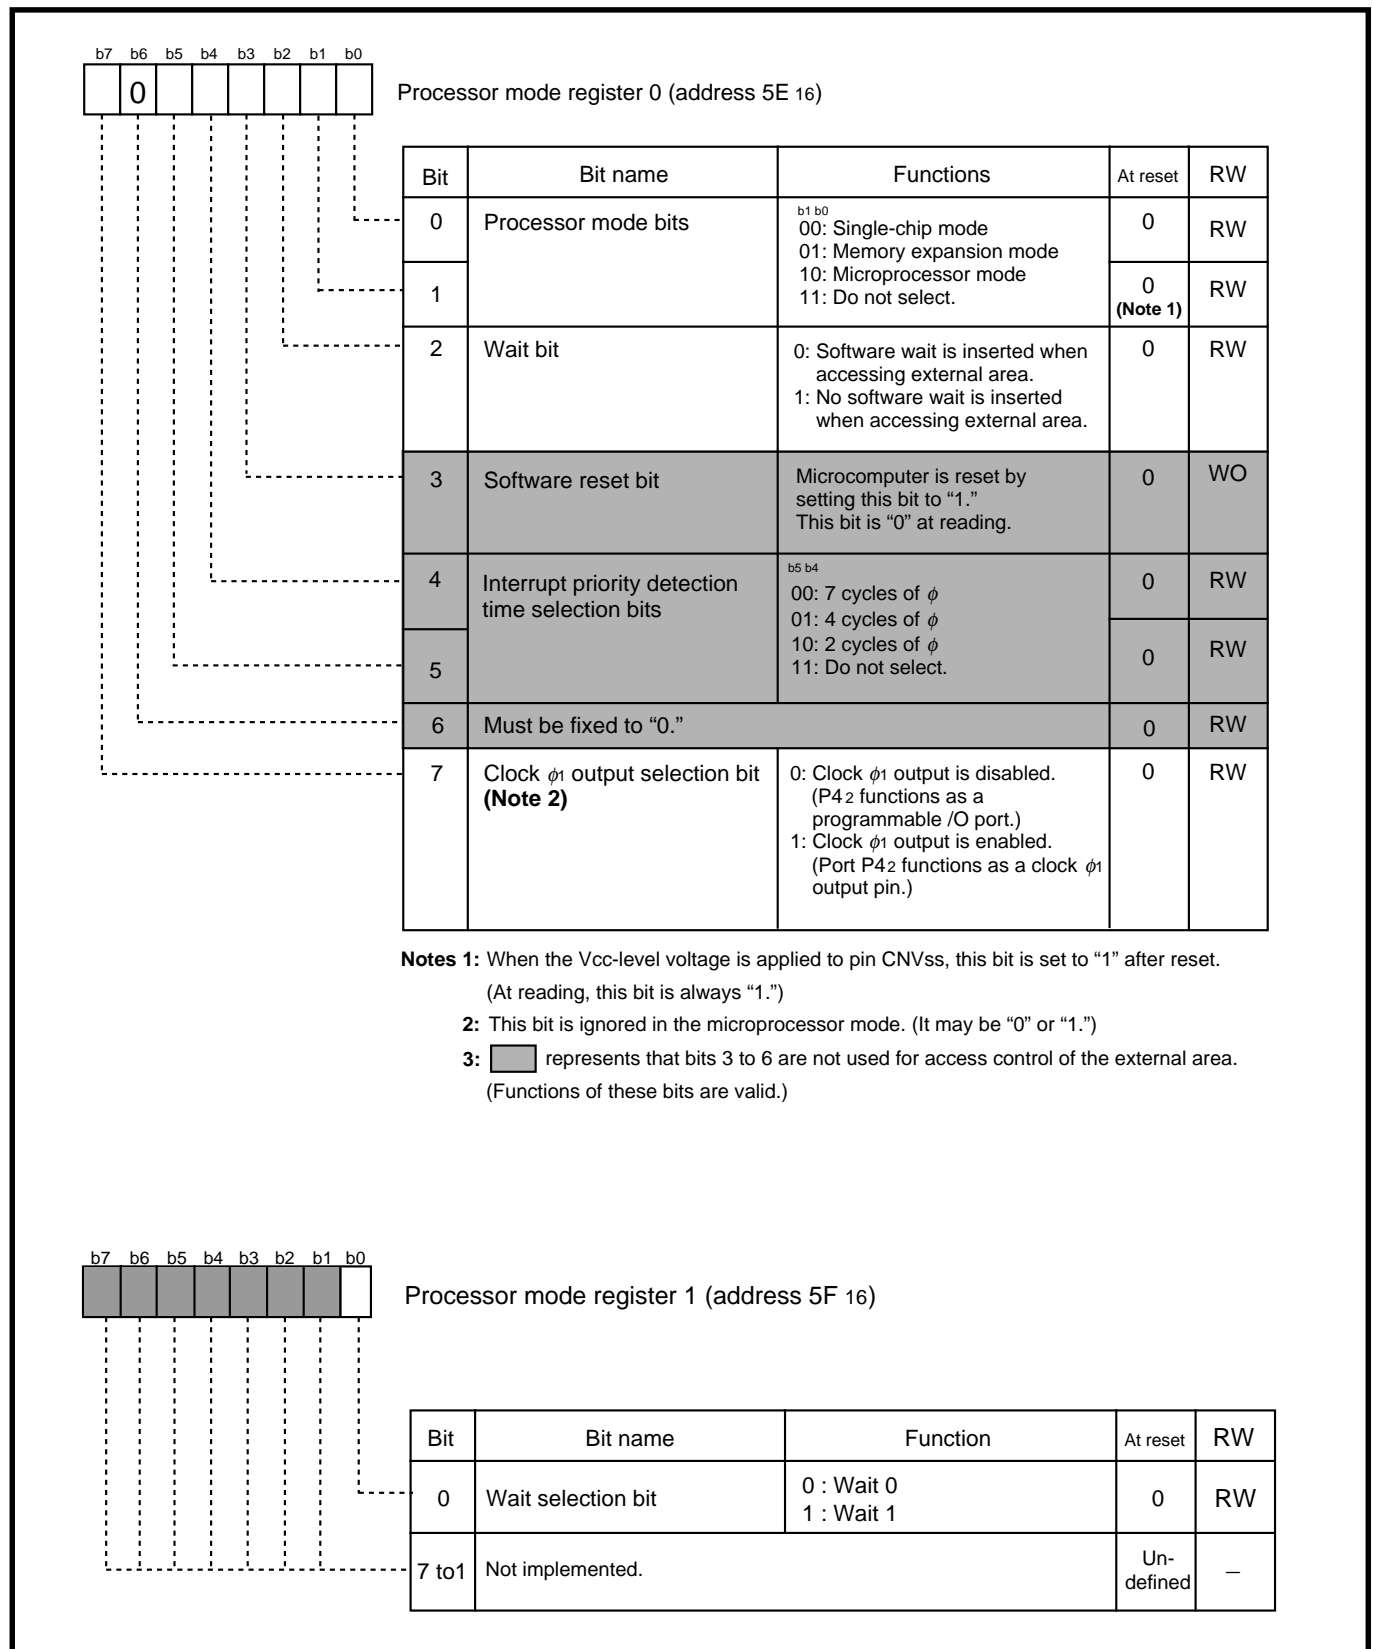 b7 b6 b5 b4 b3 b2 b1 b0
0
Processor mode register 0 (address 5E 16)
Bit Bit name Functions At reset RW
0 Processor mode bits b1 b0 0 RW
00: Single-chip mode
01: Memory expansion mode
10: Microprocessor mode
1 11: Do not select. 0 RW
(Note 1)
2 Wait bit 0: Software wait is inserted when 0 RW
accessing external area.
1: No software wait is inserted
when accessing external area.
3 Software reset bit Microcomputer is reset by 0 WO
setting this bit to “1.”
This bit is “0” at reading.
4 Interrupt priority detection b5 b4 0 RW
time selection bits 00: 7 cycles of ϕ
01: 4 cycles of ϕ
10: 2 cycles of ϕ
5 11: Do not select. 0 RW
6 Must be fixed to “0.” 0 RW
7 Clock ϕ1 output selection bit 0: Clock ϕ1 output is disabled. 0 RW
(Note 2) (P42 functions as a
programmable /O port.)
1: Clock ϕ1 output is enabled.
(Port P42 functions as a clock ϕ1
output pin.)
Notes 1: When the Vcc-level voltage is applied to pin CNVss, this bit is set to “1” after reset.
(At reading, this bit is always “1.”)
2: This bit is ignored in the microprocessor mode. (It may be “0” or “1.”)
3: represents that bits 3 to 6 are not used for access control of the external area.
(Functions of these bits are valid.)
b7 b6 b5 b4 b3 b2 b1 b0
Processor mode register 1 (address 5F 16)
Bit Bit name Function At reset RW
0 Wait selection bit 0 : Wait 0 0 RW
1 : Wait 1
7 to1 Not implemented. Un-
defined –